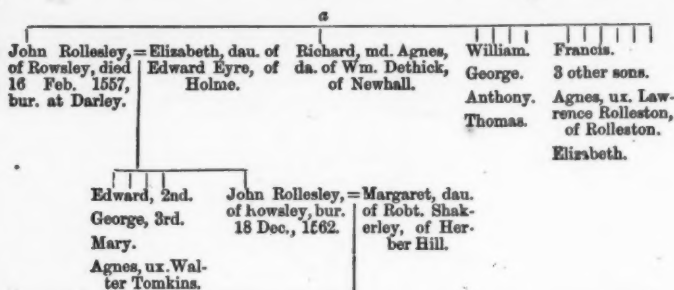 a
John Rollesley,
of Rowsley, died
16 Feb. 1557,
bur. at Darley.
= Elizabeth, dau. of
Edward Eyre, of
Holme.
Richard, md. Agnes,
da. of Wm. Dethick,
of Newhall.
William.
George.
Anthony.
Thomas.
Francis.
3 other sons.
Agnes, ux. Law-
rence Rolleston,
of Rolleston.
Elizabeth.
Edward, 2nd.
George, 3rd.
Mary.
Agnes, ux. Wal-
ter Tomkins.
John Rollesley,
of howsley, bur.
18 Dec., 1562.
= Margaret, dau.
of Robt. Shak-
erley, of Her-
ber Hill.